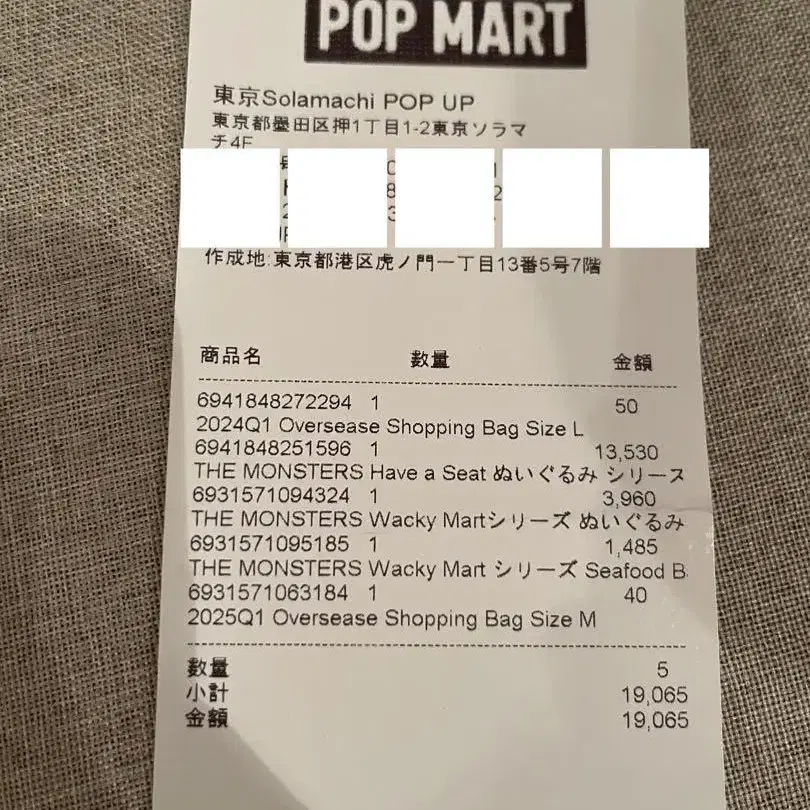 POP MART
東京Solamachi POP UP
東京都墨田区押1丁目1-2東京ソラマ
チ4F
作成地:東京都港区虎ノ門一丁目13番5号7階
商品名 数量 金額
6941848272294 1 50
2024Q1 Oversease Shopping Bag Size L
6941848251596 1 13,530
THE MONSTERS Have a Seat ぬいぐるみ シリーズ
6931571094324 1 3,960
THE MONSTERS Wacky Martシリーズ ぬいぐるみ
6931571095185 1 1,485
THE MONSTERS Wacky Mart シリーズ Seafood B
6931571063184 1 40
2025Q1 Oversease Shopping Bag Size M
数量 5
小計 19,065
金額 19,065